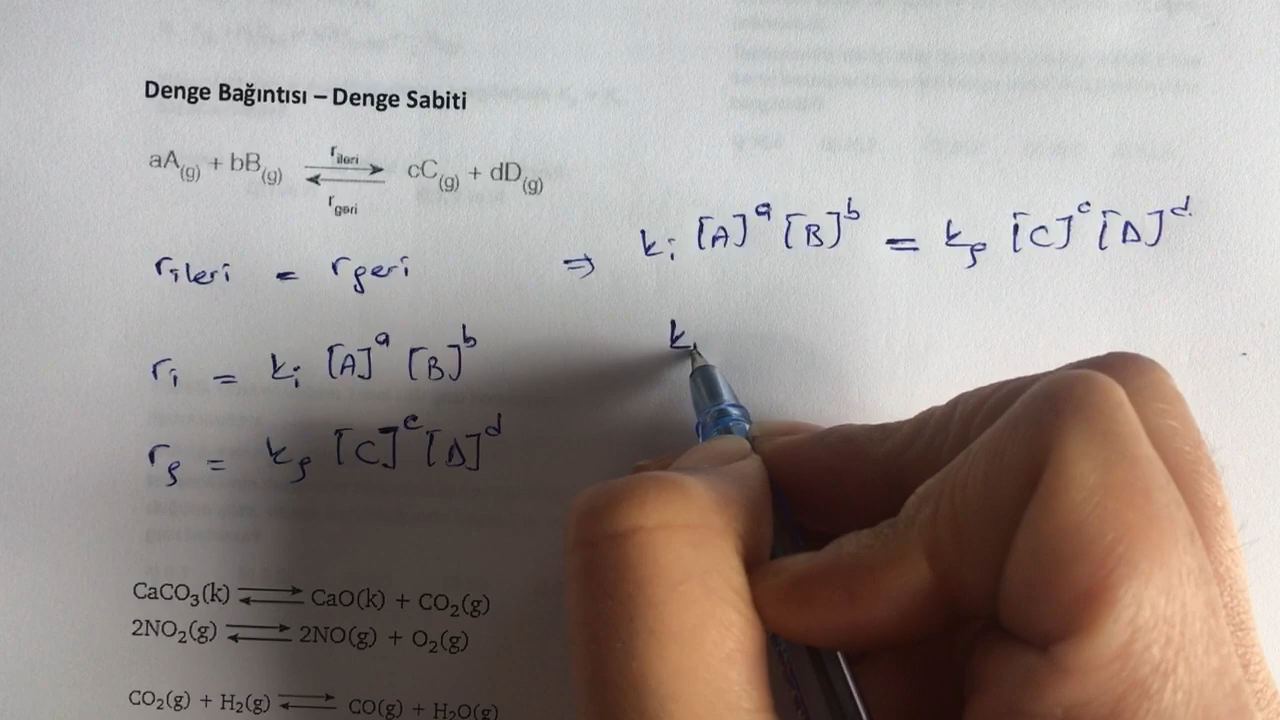 Denge Bağıntısı – Denge Sabiti
aA(g) + bB(g) ⇌ cC(g) + dD(g)
rileri
rgeri
rileri = rgeri ⇒ ki [A]^a [B]^b = kg [C]^c [D]^d
k
ri = ki [A]^a [B]^b
rg = kg [C]^c [D]^d
CaCO₃(k) ⇌ CaO(k) + CO₂(g)
2NO₂(g) ⇌ 2NO(g) + O₂(g)
CO₂(g) + H₂(g) ⇌ CO(g) + H₂O(g)